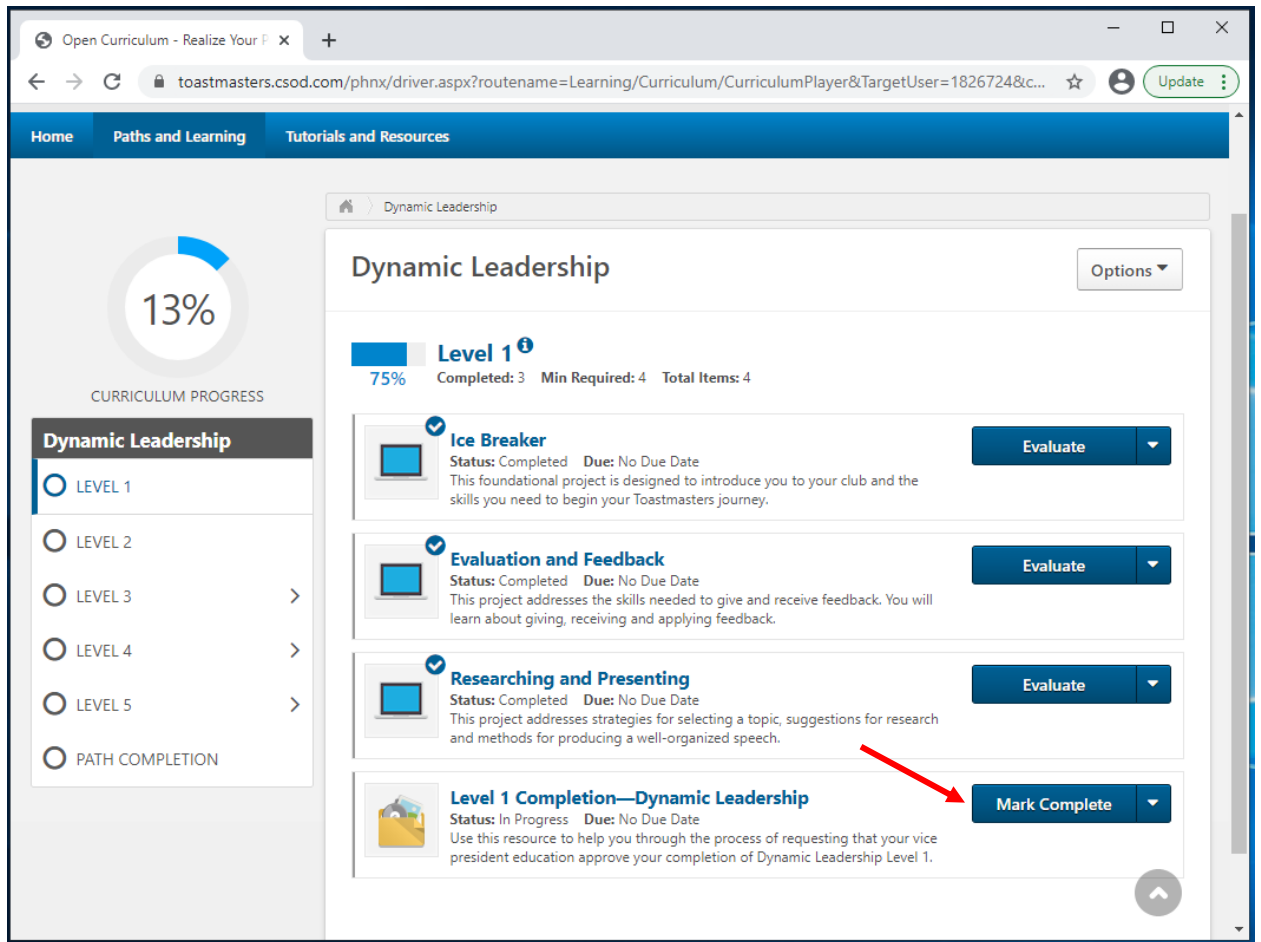 Open Curriculum - Realize Your P
toastmasters.csod.com/phnx/driver.aspx?routename=Learning/Curriculum/CurriculumPlayer&TargetUser=1826724&c...
Update
Home Paths and Learning Tutorials and Resources
Dynamic Leadership
13%
CURRICULUM PROGRESS
Dynamic Leadership
LEVEL 1
LEVEL 2
LEVEL 3
LEVEL 4
LEVEL 5
PATH COMPLETION
Dynamic Leadership
Options
Level 1
75%
Completed: 3 Min Required: 4 Total Items: 4
Ice Breaker
Status: Completed Due: No Due Date
This foundational project is designed to introduce you to your club and the
skills you need to begin your Toastmasters journey.
Evaluate
Evaluation and Feedback
Status: Completed Due: No Due Date
This project addresses the skills needed to give and receive feedback. You will
learn about giving, receiving and applying feedback.
Evaluate
Researching and Presenting
Status: Completed Due: No Due Date
This project addresses strategies for selecting a topic, suggestions for research
and methods for producing a well-organized speech.
Evaluate
Level 1 Completion—Dynamic Leadership
Status: In Progress Due: No Due Date
Use this resource to help you through the process of requesting that your vice
president education approve your completion of Dynamic Leadership Level 1.
Mark Complete